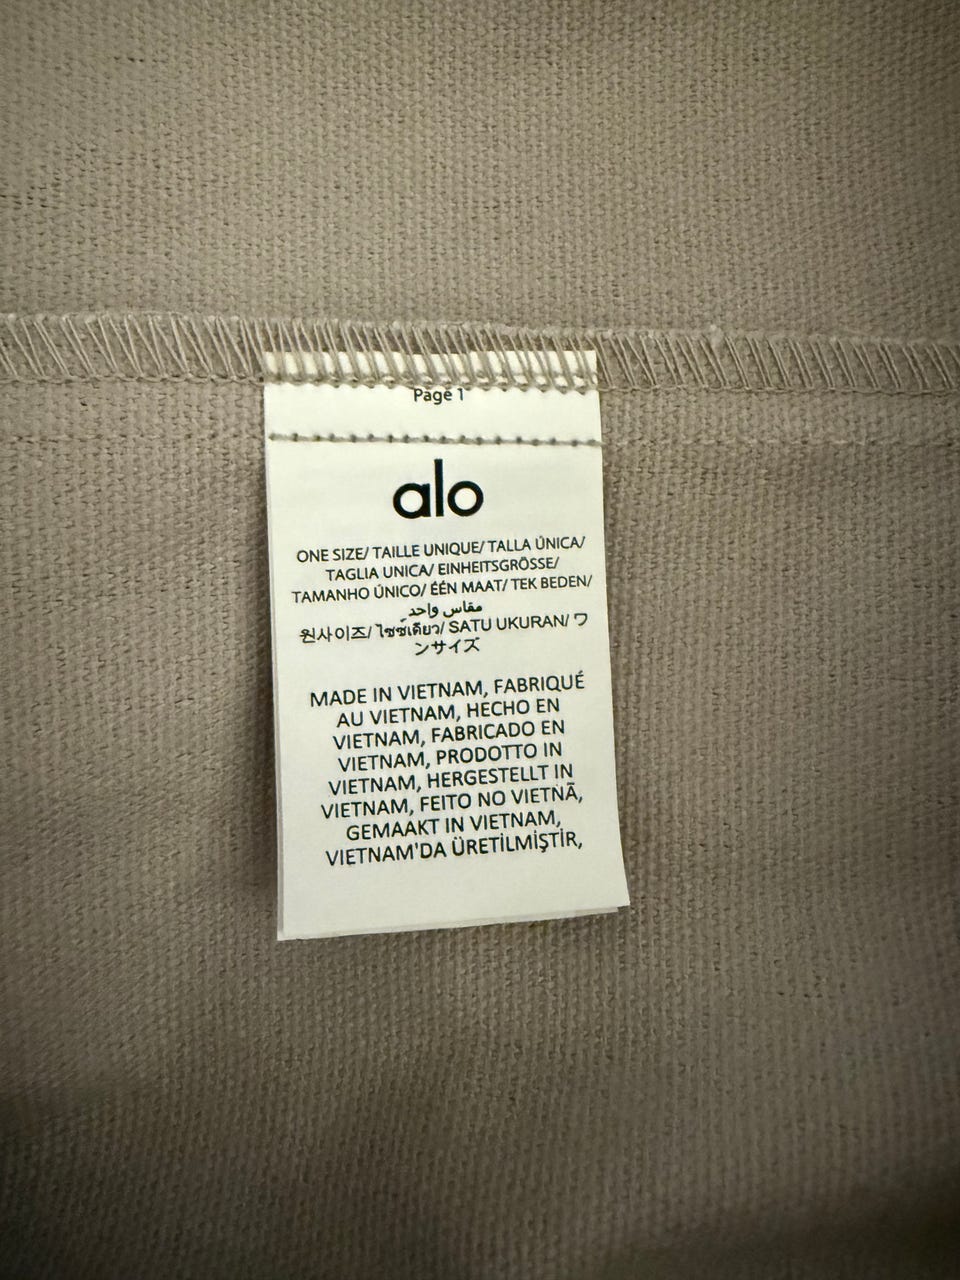 Page 1
alo
ONE SIZE/ TAILLE UNIQUE/ TALLA ÚNICA/
TAGLIA UNICA/ EINHEITSGRÖSSE/
TAMANHO ÚNICO/ ÉÉN MAAT/ TEK BEDEN/
مقاس واحد
원사이즈/ ไซซ์เดียว/ SATU UKURAN/ ワ
ンサイズ
MADE IN VIETNAM, FABRIQUÉ
AU VIETNAM, HECHO EN
VIETNAM, FABRICADO EN
VIETNAM, PRODOTTO IN
VIETNAM, HERGESTELLT IN
VIETNAM, FEITO NO VIETNÃ,
GEMAAKT IN VIETNAM,
VIETNAM'DA ÜRETİLMİŞTİR,